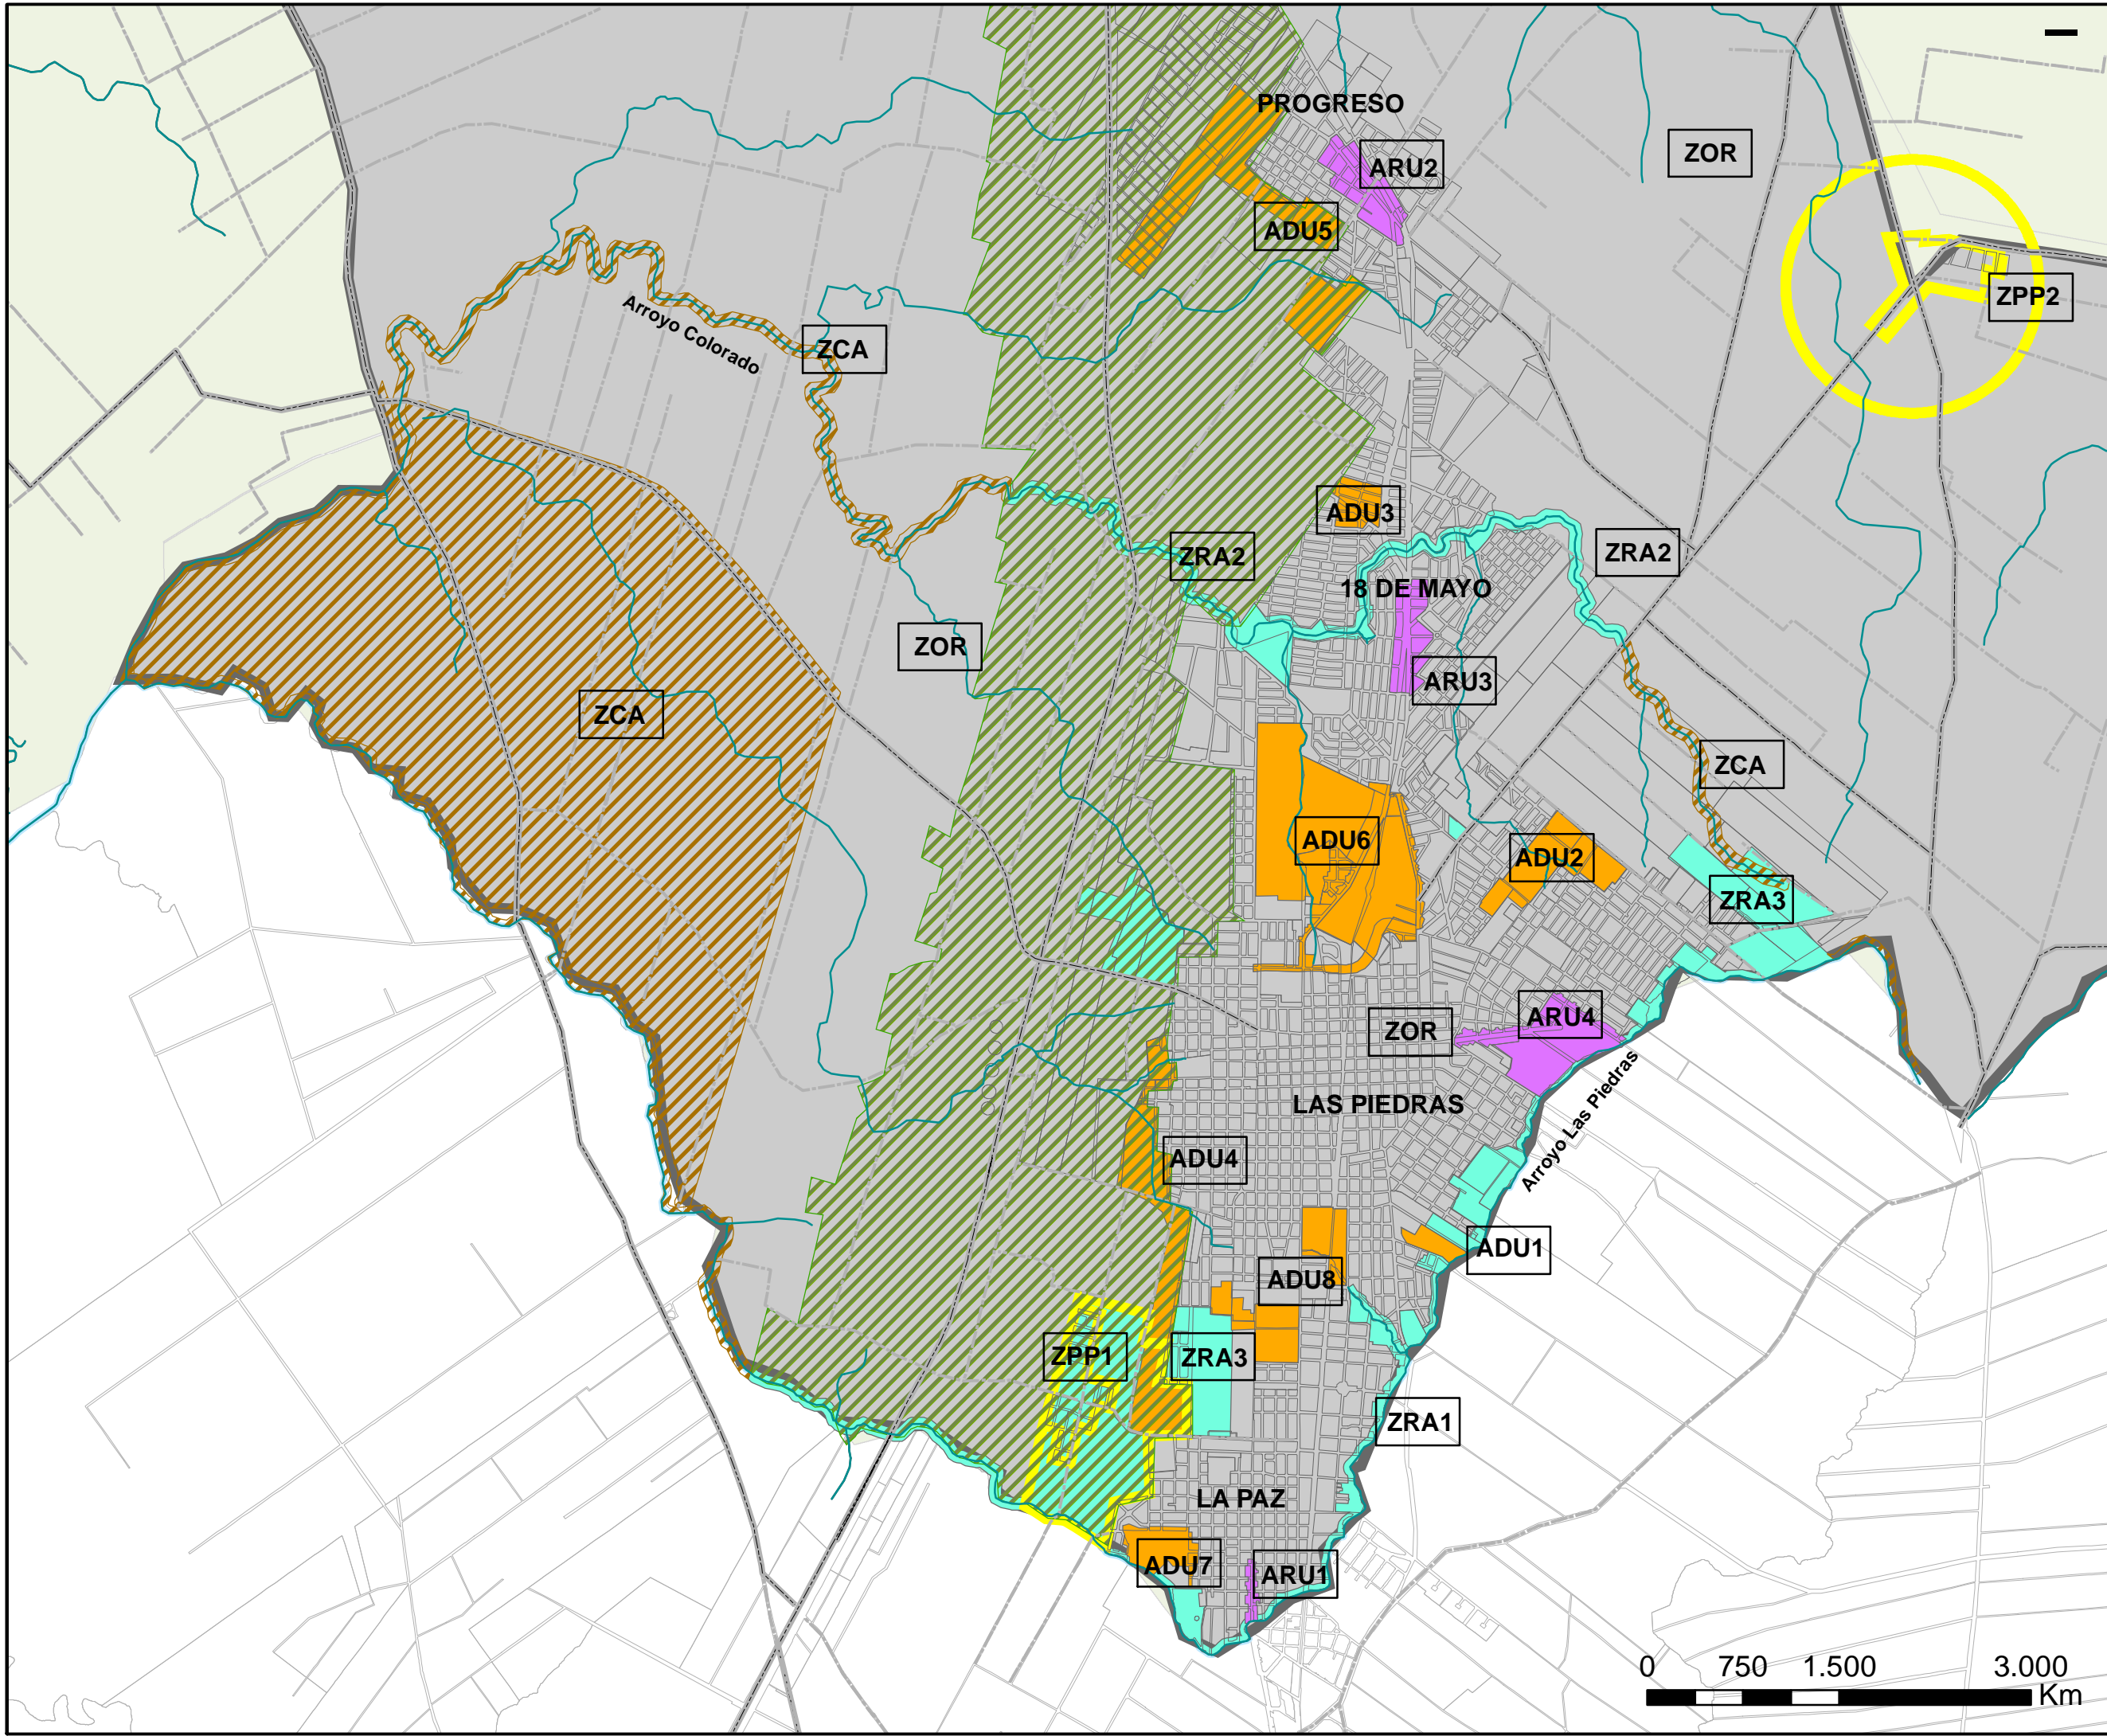 PROGRESO
ZOR
ARU2
ADU5
ZPP2
Arroyo Colorado
ZCA
ADU3
ZRA2
ZRA2
18 DE MAYO
ZOR
ARU3
ZCA
ZCA
ADU6
ADU2
ZRA3
ARU4
ZOR
LAS PIEDRAS
Arroyo Las Piedras
ADU4
ADU1
ADU8
ZPP1
ZRA3
ZRA1
LA PAZ
ADU7
ARU1
0 750 1.500 3.000
Km